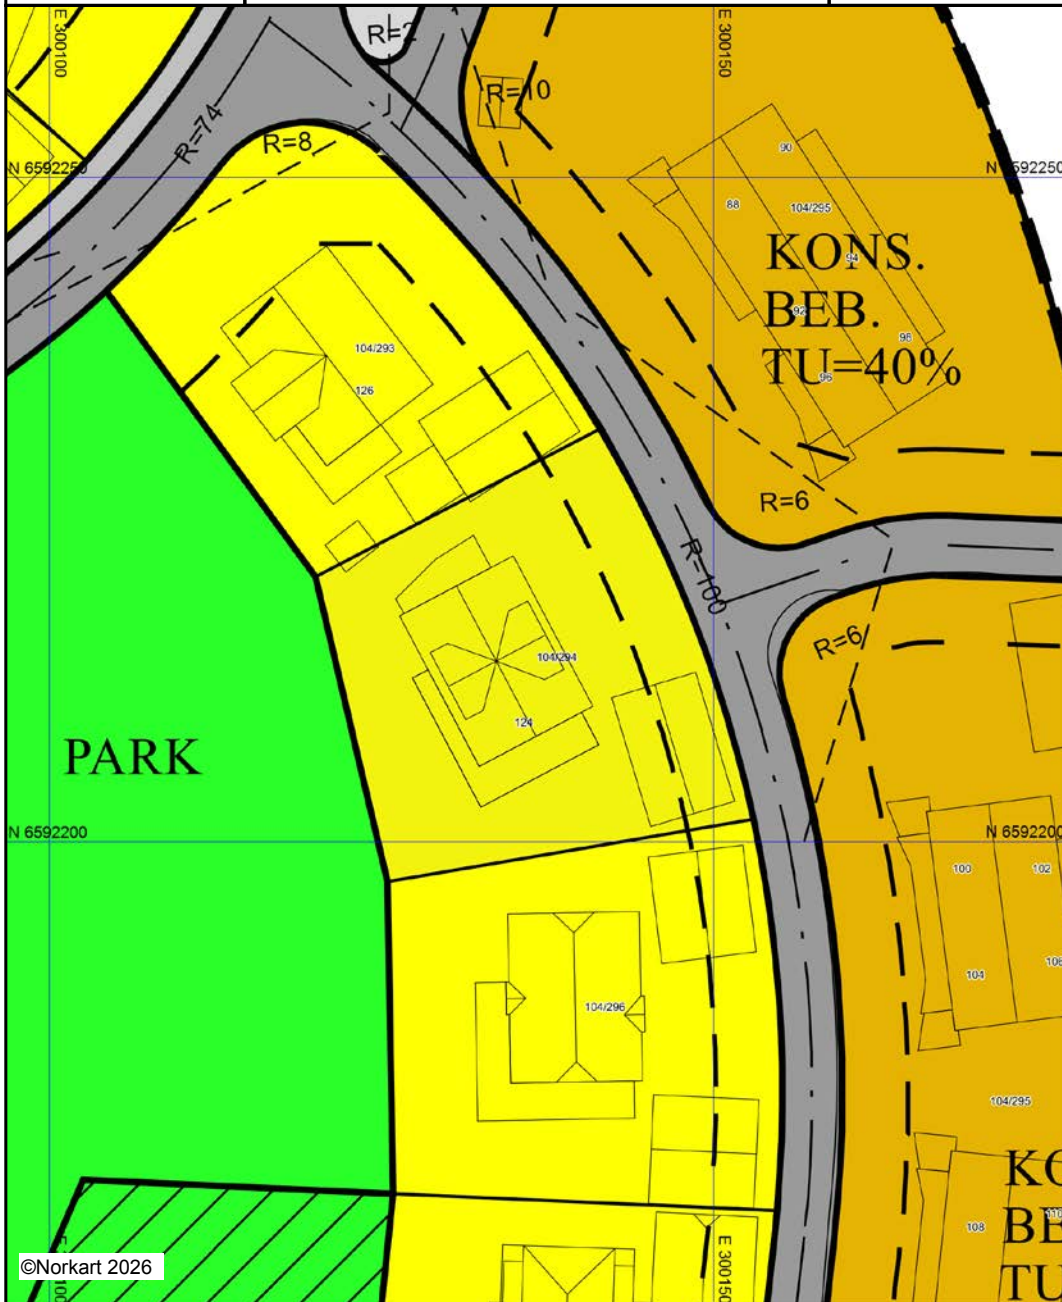 E 300100
E 300150
R=2
R=10
R=74
R=8
N 6592250
N 6592250
90
88
104/295
KONS.
94
92
BEB.
98
TU=40%
96
104/293
126
R=6
R=100
R=6
104/294
124
PARK
N 6592200
N 6592200
100
102
104
104/296
104/295
108
E 300150
©Norkart 2026